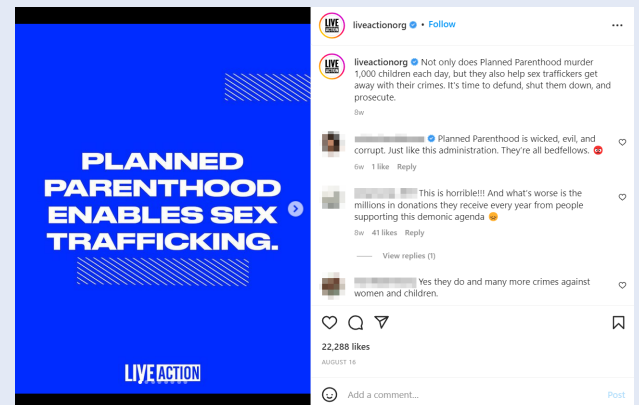 PLANNED
PARENTHOOD
ENABLES SEX
TRAFFICKING.
LIVE ACTION
LIVE
ACTION
liveactionorg • Follow
LIVE
ACTION
liveactionorg Not only does Planned Parenthood murder
1,000 children each day, but they also help sex traffickers get
away with their crimes. It's time to defund, shut them down, and
prosecute.
8w
Planned Parenthood is wicked, evil, and
corrupt. Just like this administration. They're all bedfellows.
6w 1 like Reply
This is horrible!!! And what's worse is the
millions in donations they receive every year from people
supporting this demonic agenda
8w 41 likes Reply
View replies (1)
Yes they do and many more crimes against
women and children.
22,288 likes
AUGUST 16
Add a comment...
Post